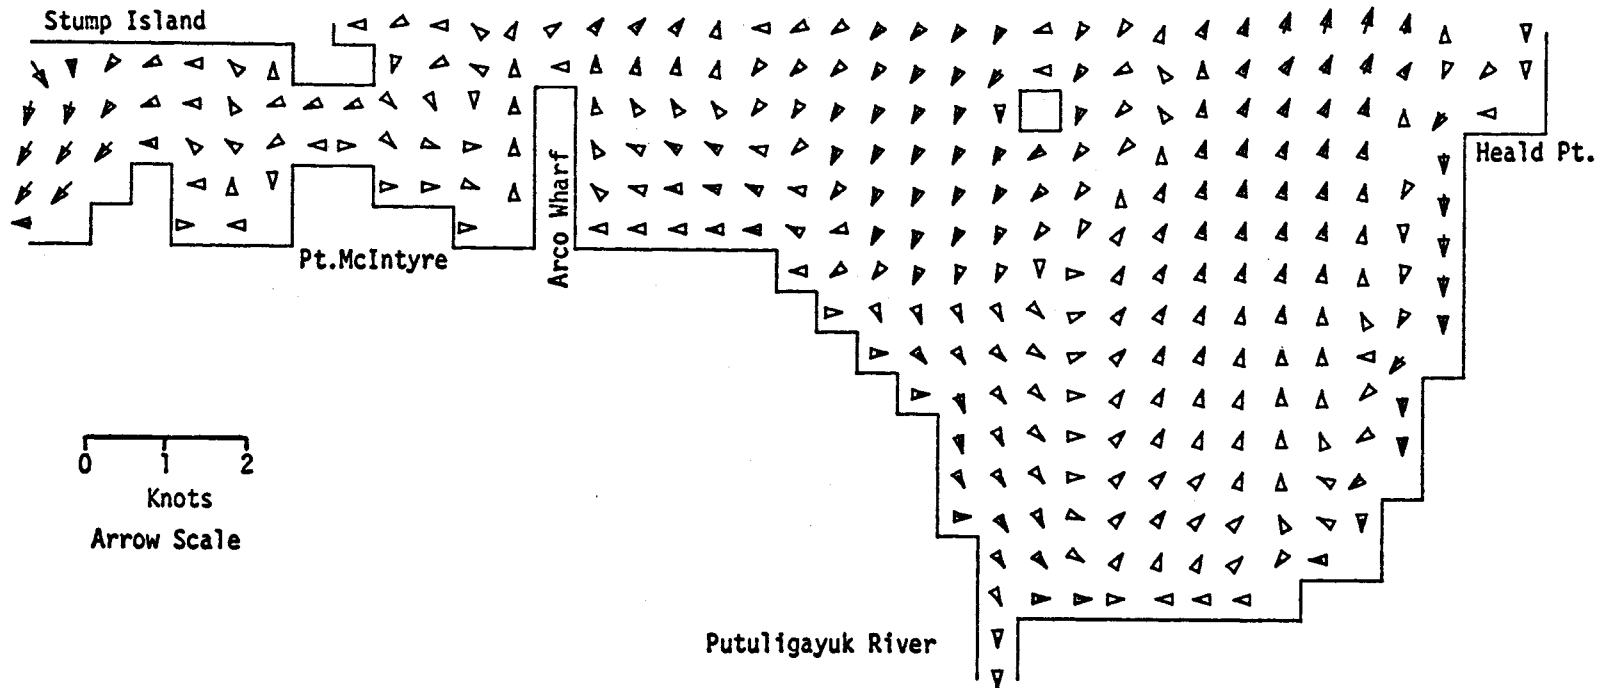 Stump Island
Heald Pt.
Arco Wharf
Pt.McIntyre
0 1 2
Knots
Arrow Scale
Putuligayuk River